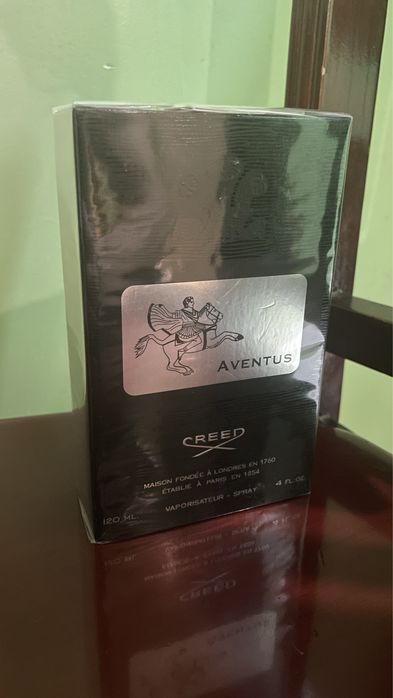 AVENTUS
CREED
MAISON FONDÉE À LONDRES EN 1760
ÉTABLIE À PARIS EN 1854
VAPORISATEUR - SPRAY
120 ML. 4 FL.OZ.